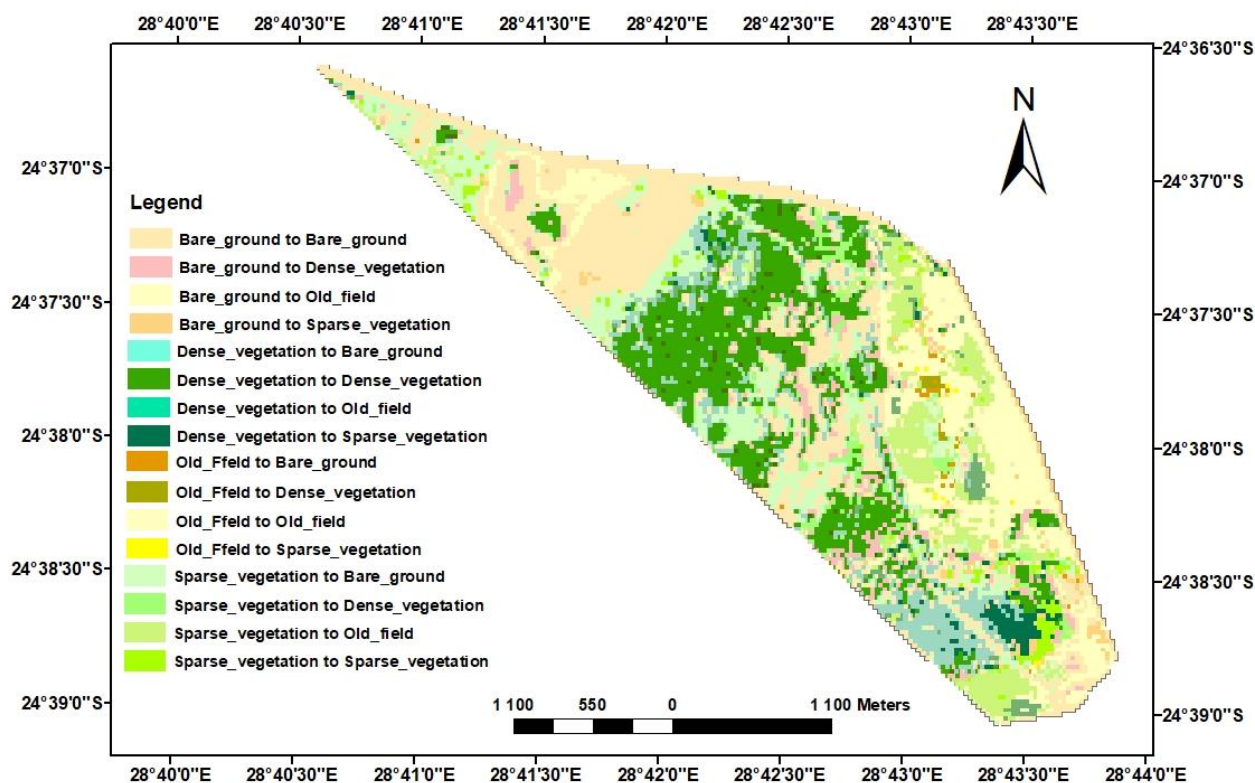 28°40'0"E 28°40'30"E 28°41'0"E 28°41'30"E 28°42'0"E 28°42'30"E 28°43'0"E 28°43'30"E
24°36'30"S
N
24°37'0"S
24°37'0"S
Legend
Bare_ground to Bare_ground
Bare_ground to Dense_vegetation
Bare_ground to Old_field
24°37'30"S
24°37'30"S
Bare_ground to Sparse_vegetation
Dense_vegetation to Bare_ground
Dense_vegetation to Dense_vegetation
Dense_vegetation to Old_field
24°38'0"S
Dense_vegetation to Sparse_vegetation
24°38'0"S
Old_Ffeld to Bare_ground
Old_Ffeld to Dense_vegetation
Old_Ffeld to Old_field
Old_Ffeld to Sparse_vegetation
24°38'30"S
Sparse_vegetation to Bare_ground
24°38'30"S
Sparse_vegetation to Dense_vegetation
Sparse_vegetation to Old_field
Sparse_vegetation to Sparse_vegetation
24°39'0"S
1 100 550 0 1 100 Meters
24°39'0"S
28°40'0"E 28°40'30"E 28°41'0"E 28°41'30"E 28°42'0"E 28°42'30"E 28°43'0"E 28°43'30"E 28°44'0"E